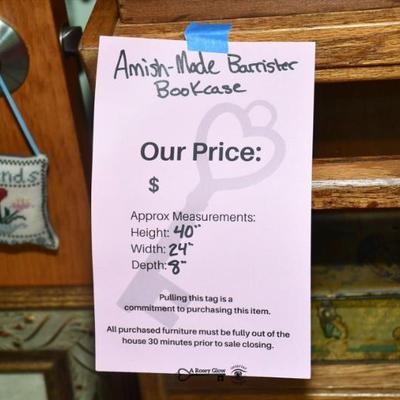 Amish-Made Barrister
Bookcase
Our Price:
$
Approx Measurements:
Height: 40"
Width: 24"
Depth: 8"
Pulling this tag is a
commitment to purchasing this item.
All purchased furniture must be fully out of the
house 30 minutes prior to sale closing.
A Rosey Glow